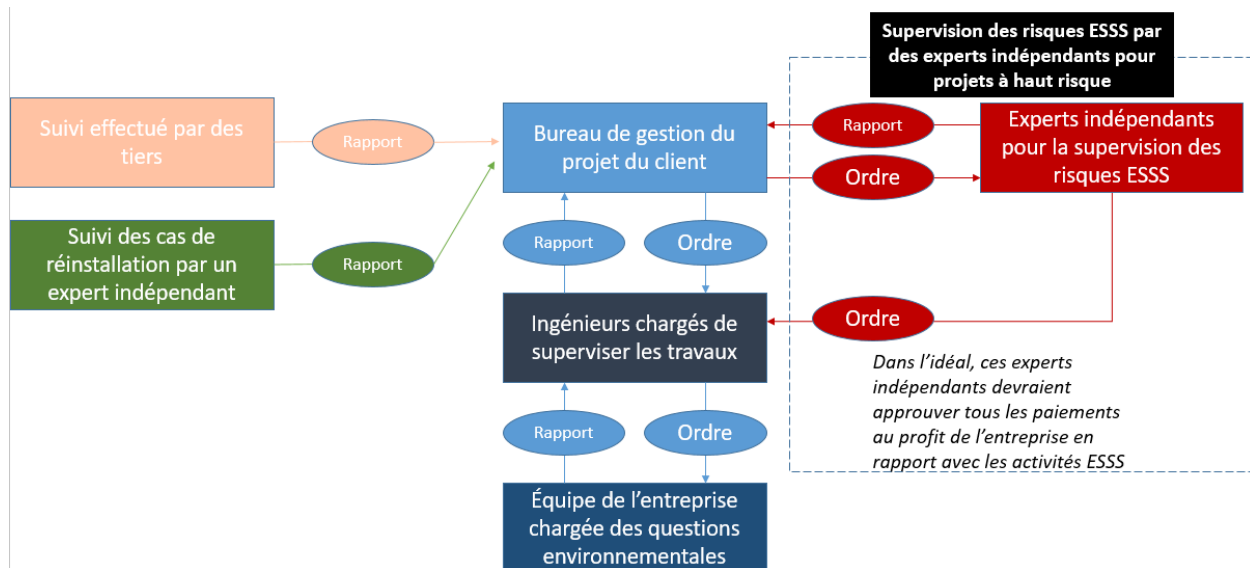 Supervision des risques ESSS par
des experts indépendants pour
projets à haut risque
Suivi effectué par des
tiers
Rapport
Bureau de gestion du
projet du client
Rapport
Ordre
Experts indépendants
pour la supervision des
risques ESSS
Suivi des cas de
réinstallation par un
expert indépendant
Rapport
Rapport
Ordre
Ingénieurs chargés de
superviser les travaux
Ordre
Dans l’idéal, ces experts
indépendants devraient
approuver tous les paiements
au profit de l’entreprise en
rapport avec les activités ESSS
Rapport
Ordre
Équipe de l’entreprise
chargée des questions
environnementales